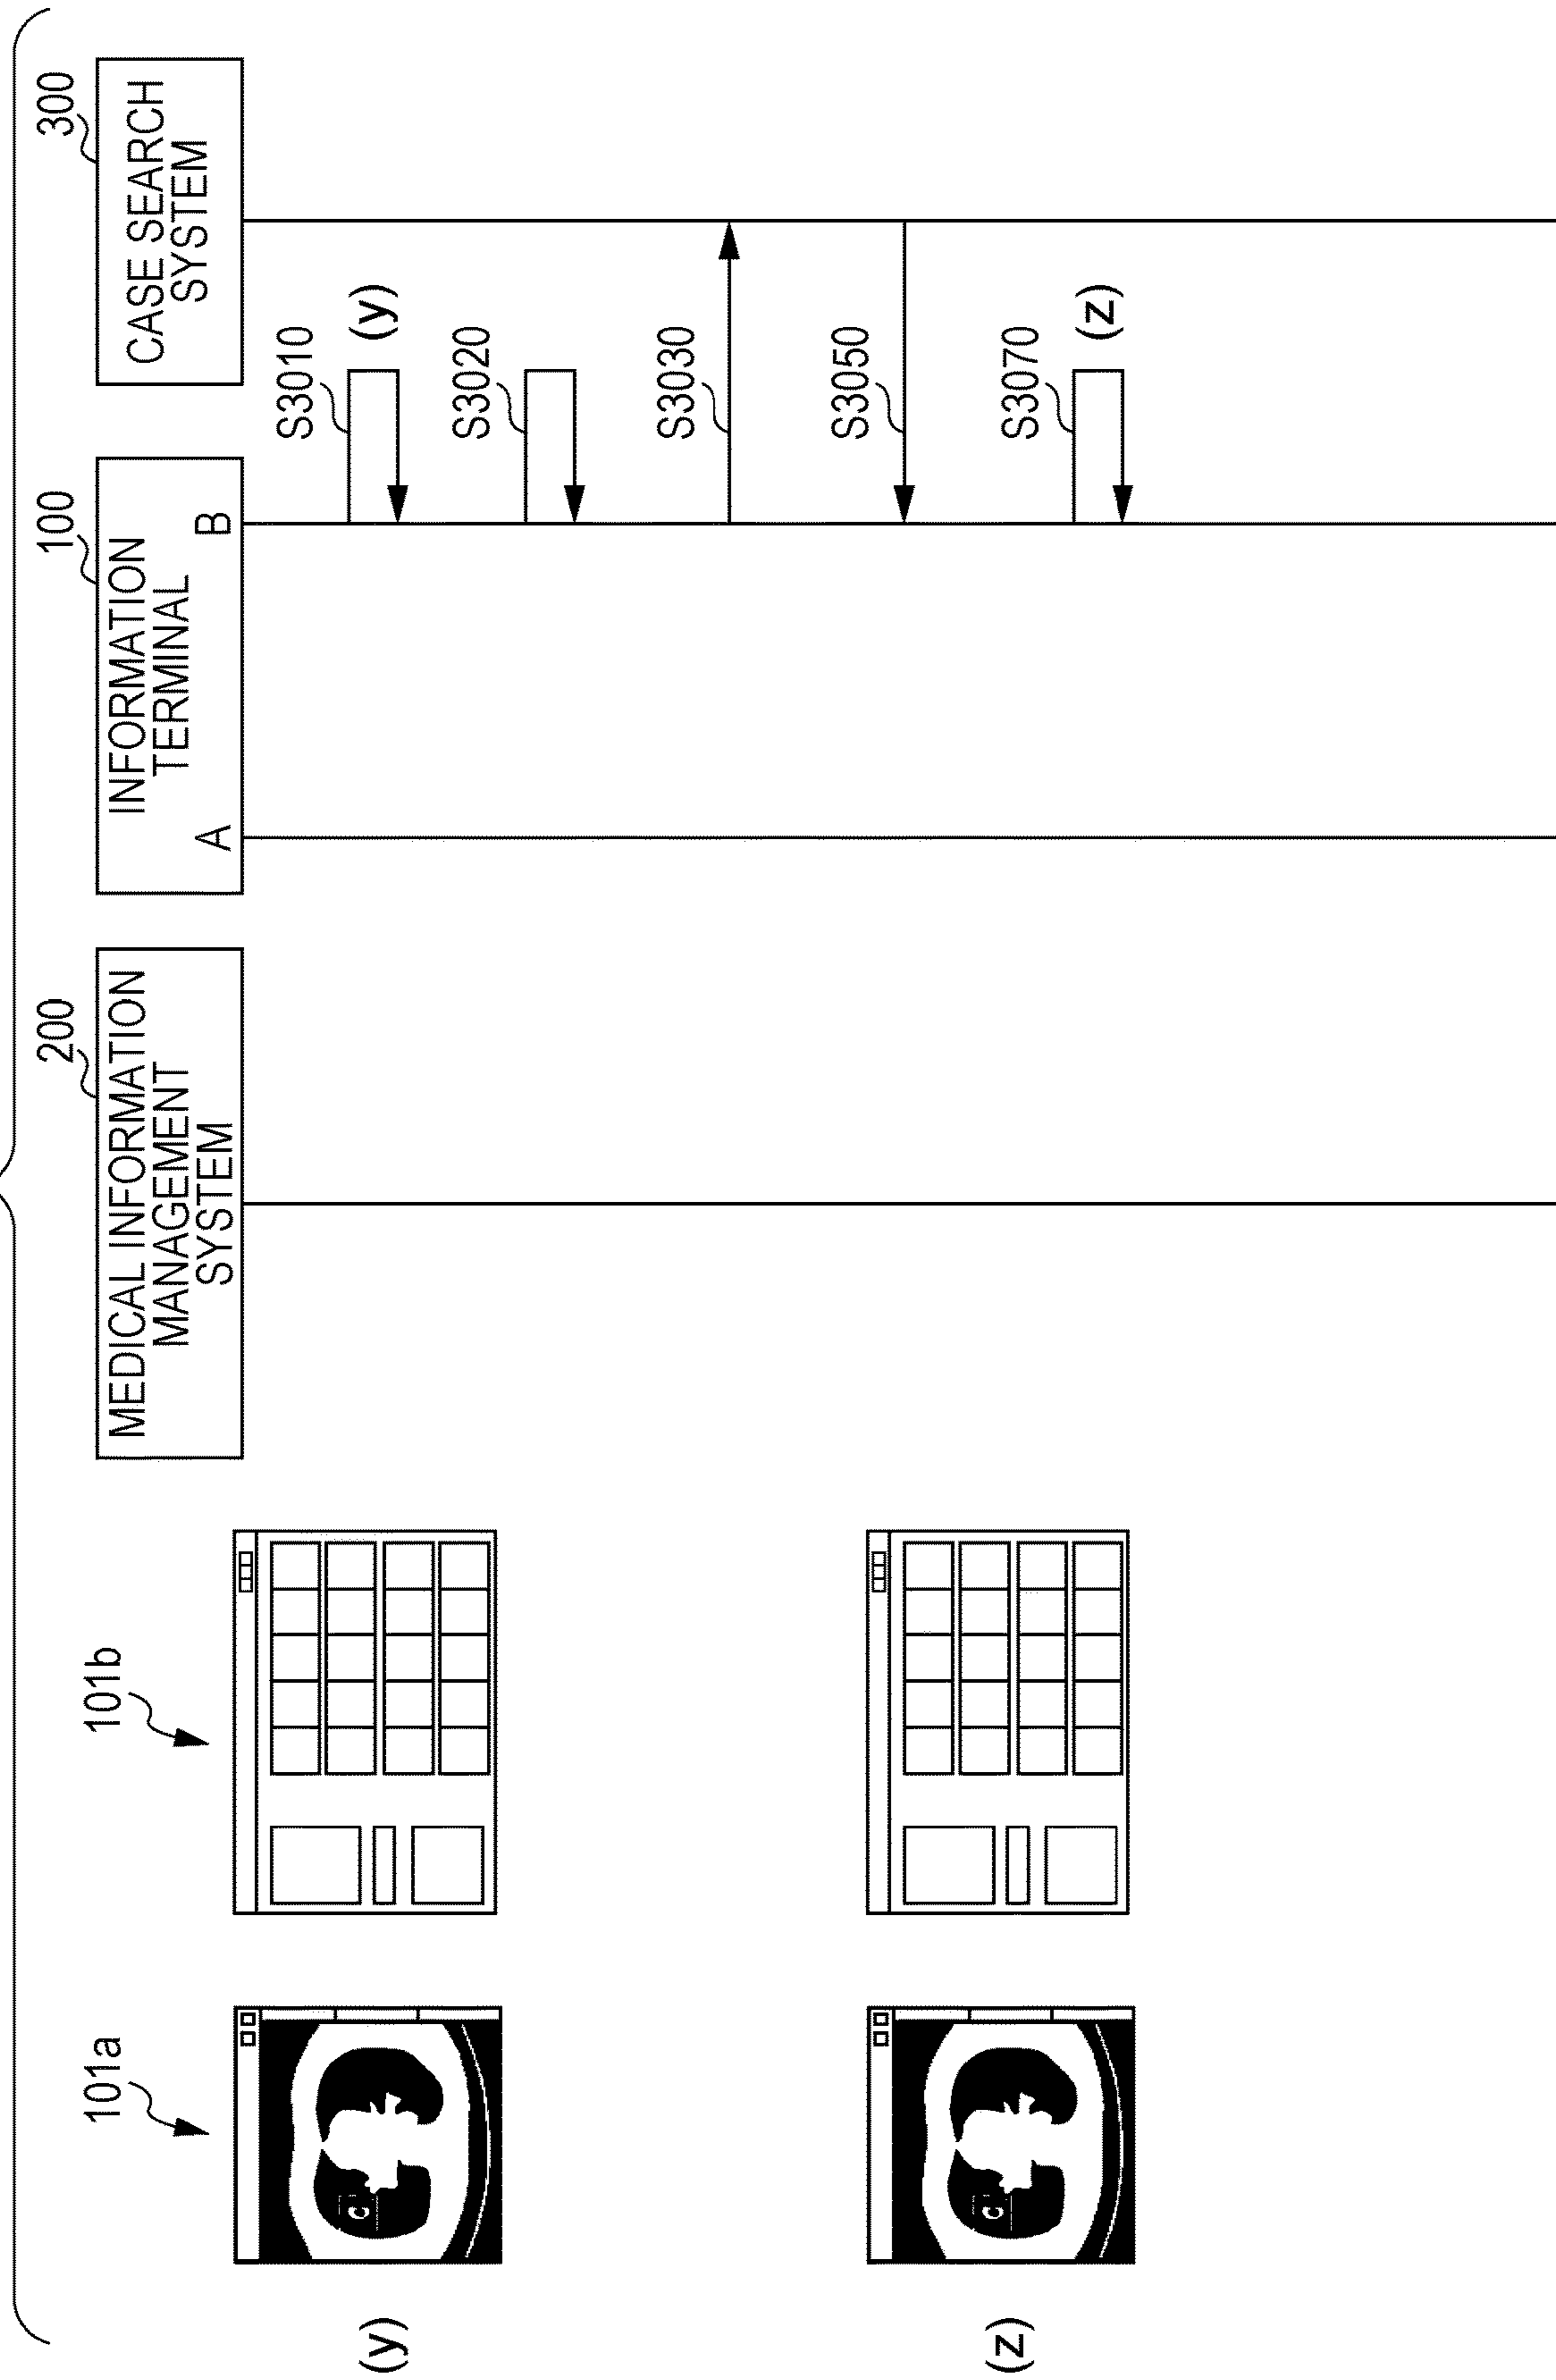 101a
101b
200
MEDICAL INFORMATION
MANAGEMENT
SYSTEM
100
INFORMATION
TERMINAL
A
B
300
CASE SEARCH
SYSTEM
(y)
S3010
(y)
S3020
S3030
S3050
(z)
S3070
(z)